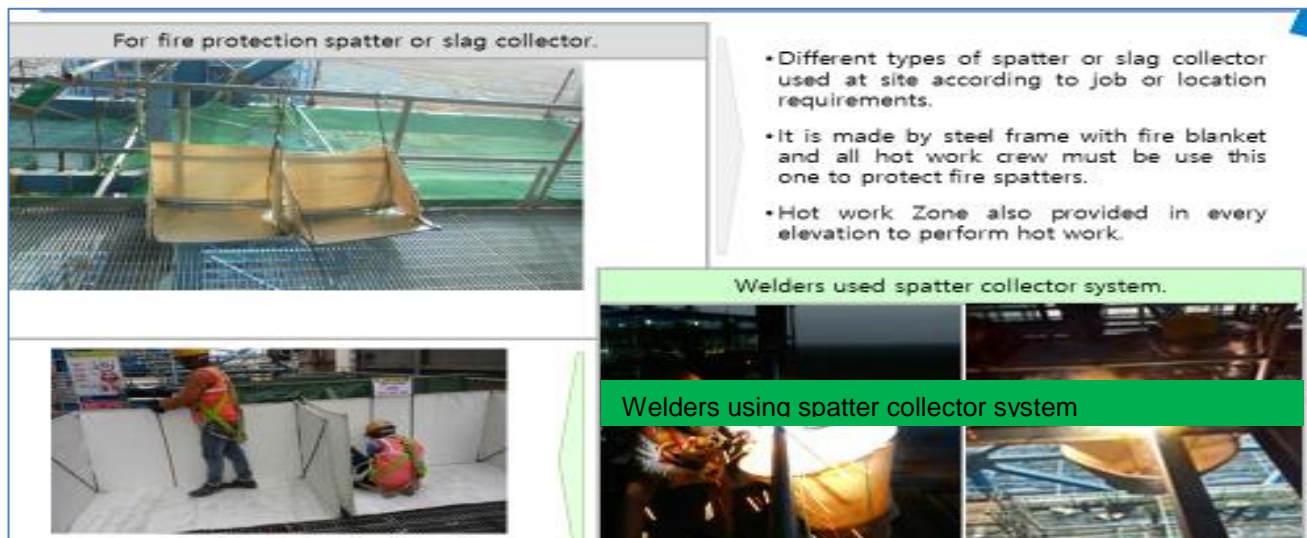 For fire protection spatter or slag collector.
•Different types of spatter or slag collector
used at site according to job or location
requirements.
•It is made by steel frame with fire blanket
and all hot work crew must be use this
one to protect fire spatters.
•Hot work Zone also provided in every
elevation to perform hot work.
Welders used spatter collector system.
Welders using spatter collector system